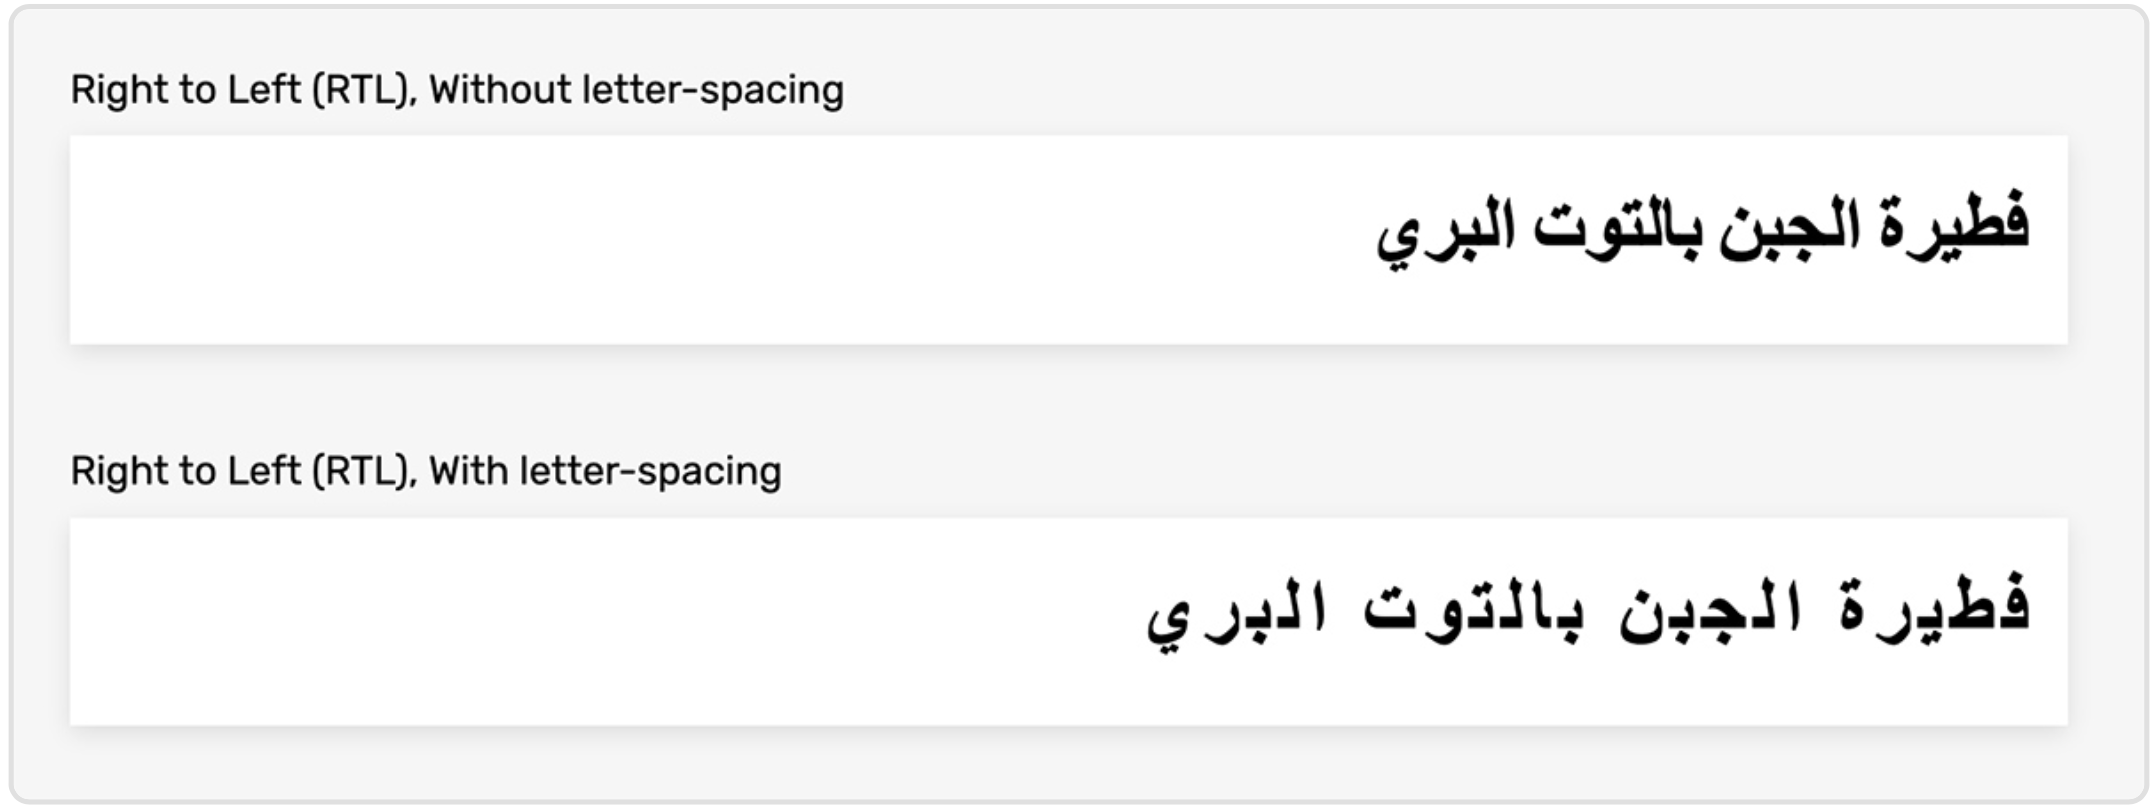 Right to Left (RTL), Without letter-spacing
فطيرة الجبن بالتوت البري
Right to Left (RTL), With letter-spacing
فطيرة الجبن بالتوت البري